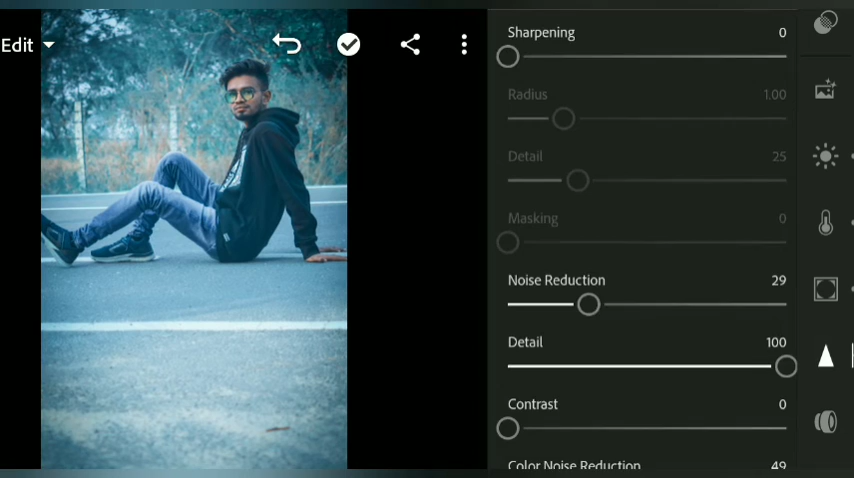 Edit
Sharpening 0
Radius 1.00
Detail 25
Masking 0
Noise Reduction 29
Detail 100
Contrast 0
Color Noise Reduction 49